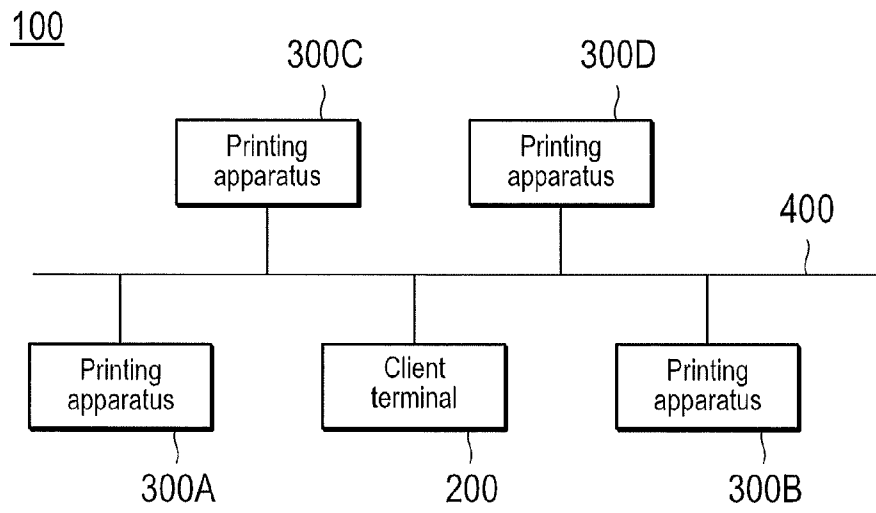 100
300C
300D
Printing
apparatus
Printing
apparatus
400
Printing
apparatus
Client
terminal
Printing
apparatus
300A
200
300B